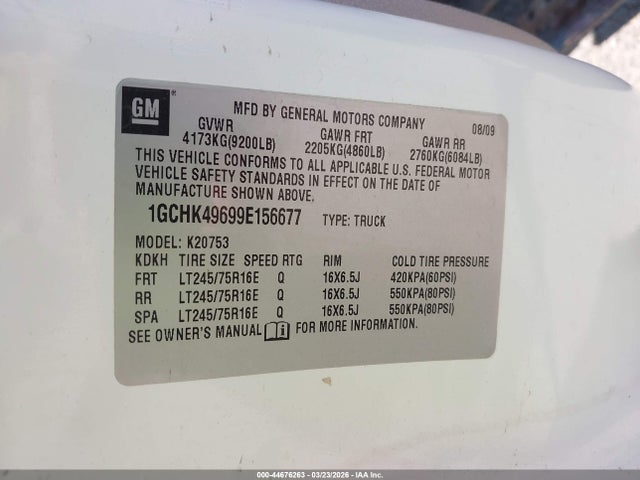 GM
MFD BY GENERAL MOTORS COMPANY 08/09
GVWR GAWR FRT GAWR RR
4173KG(9200LB) 2205KG(4860LB) 2760KG(6084LB)
THIS VEHICLE CONFORMS TO ALL APPLICABLE U.S. FEDERAL MOTOR
VEHICLE SAFETY STANDARDS IN EFFECT ON THE DATE OF
MANUFACTURE SHOWN ABOVE.
1GCHK49699E156677 TYPE: TRUCK
MODEL: K20753
KDKH TIRE SIZE SPEED RTG RIM COLD TIRE PRESSURE
FRT LT245/75R16E Q 16X6.5J 420KPA(60PSI)
RR LT245/75R16E Q 16X6.5J 550KPA(80PSI)
SPA LT245/75R16E Q 16X6.5J 550KPA(80PSI)
SEE OWNER'S MANUAL FOR MORE INFORMATION.
000-44676263 - 03/23/2026 - IAA Inc.